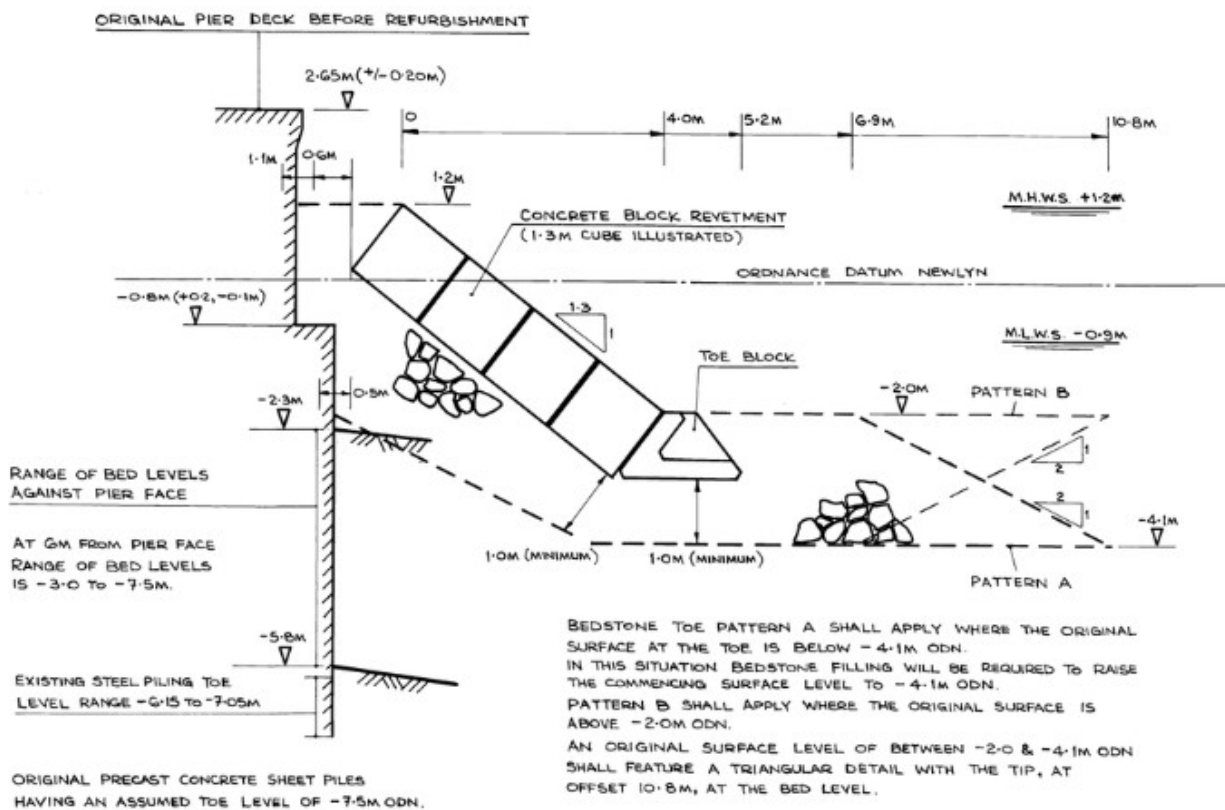 ORIGINAL PIER DECK BEFORE REFURBISHMENT
2·65M (+/-0·20M)
0
4·0M
5·2M
6·9M
10·8M
1·1M
0·6M
1·2M
M.H.W.S. +1·2M
CONCRETE BLOCK REVETMENT
(1·3M CUBE ILLUSTRATED)
ORDNANCE DATUM NEWLYN
-0·8M (+0·2, -0·1M)
1·3
1
M.L.W.S. -0·9M
TOE BLOCK
0·5M
-2·0M
PATTERN B
-2·3M
1
2
2
1
RANGE OF BED LEVELS
AGAINST PIER FACE
-4·1M
AT 6M FROM PIER FACE
RANGE OF BED LEVELS
IS -3·0 TO -7·5M.
1·0M (MINIMUM)
1·0M (MINIMUM)
PATTERN A
-5·8M
BEDSTONE TOE PATTERN A SHALL APPLY WHERE THE ORIGINAL
SURFACE AT THE TOE IS BELOW -4·1M ODN.
IN THIS SITUATION BEDSTONE FILLING WILL BE REQUIRED TO RAISE
THE COMMENCING SURFACE LEVEL TO -4·1M ODN.
PATTERN B SHALL APPLY WHERE THE ORIGINAL SURFACE IS
ABOVE -2·0M ODN.
AN ORIGINAL SURFACE LEVEL OF BETWEEN -2·0 & -4·1M ODN
SHALL FEATURE A TRIANGULAR DETAIL WITH THE TIP, AT
OFFSET 10·8M, AT THE BED LEVEL.
EXISTING STEEL PILING TOE
LEVEL RANGE -6·15 TO -7·05M
ORIGINAL PRECAST CONCRETE SHEET PILES
HAVING AN ASSUMED TOE LEVEL OF -7·5M ODN.